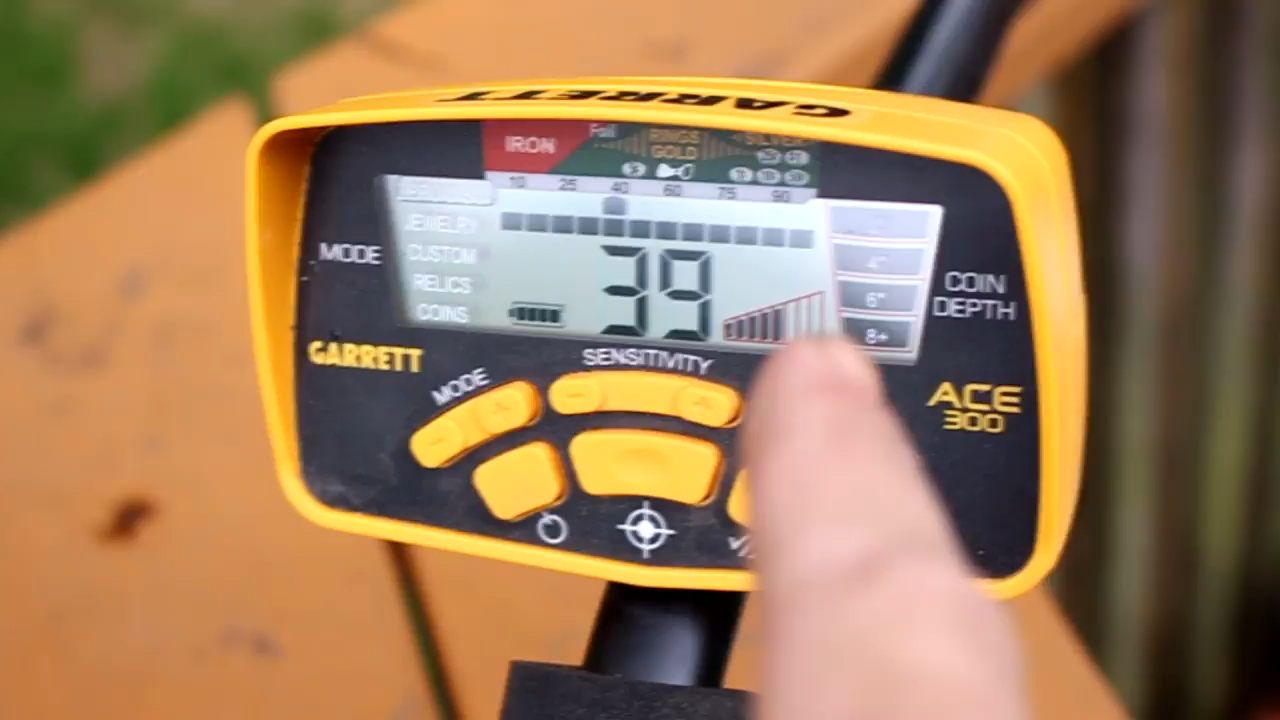 GARRETT
IRON Foil RINGS SILVER
GOLD
10 25 40 60 75 90
JEWELRY
MODE CUSTOM
RELICS
COINS
39
4"
6"
8+
COIN
DEPTH
GARRETT
MODE
- +
SENSITIVITY
- +
ACE
300